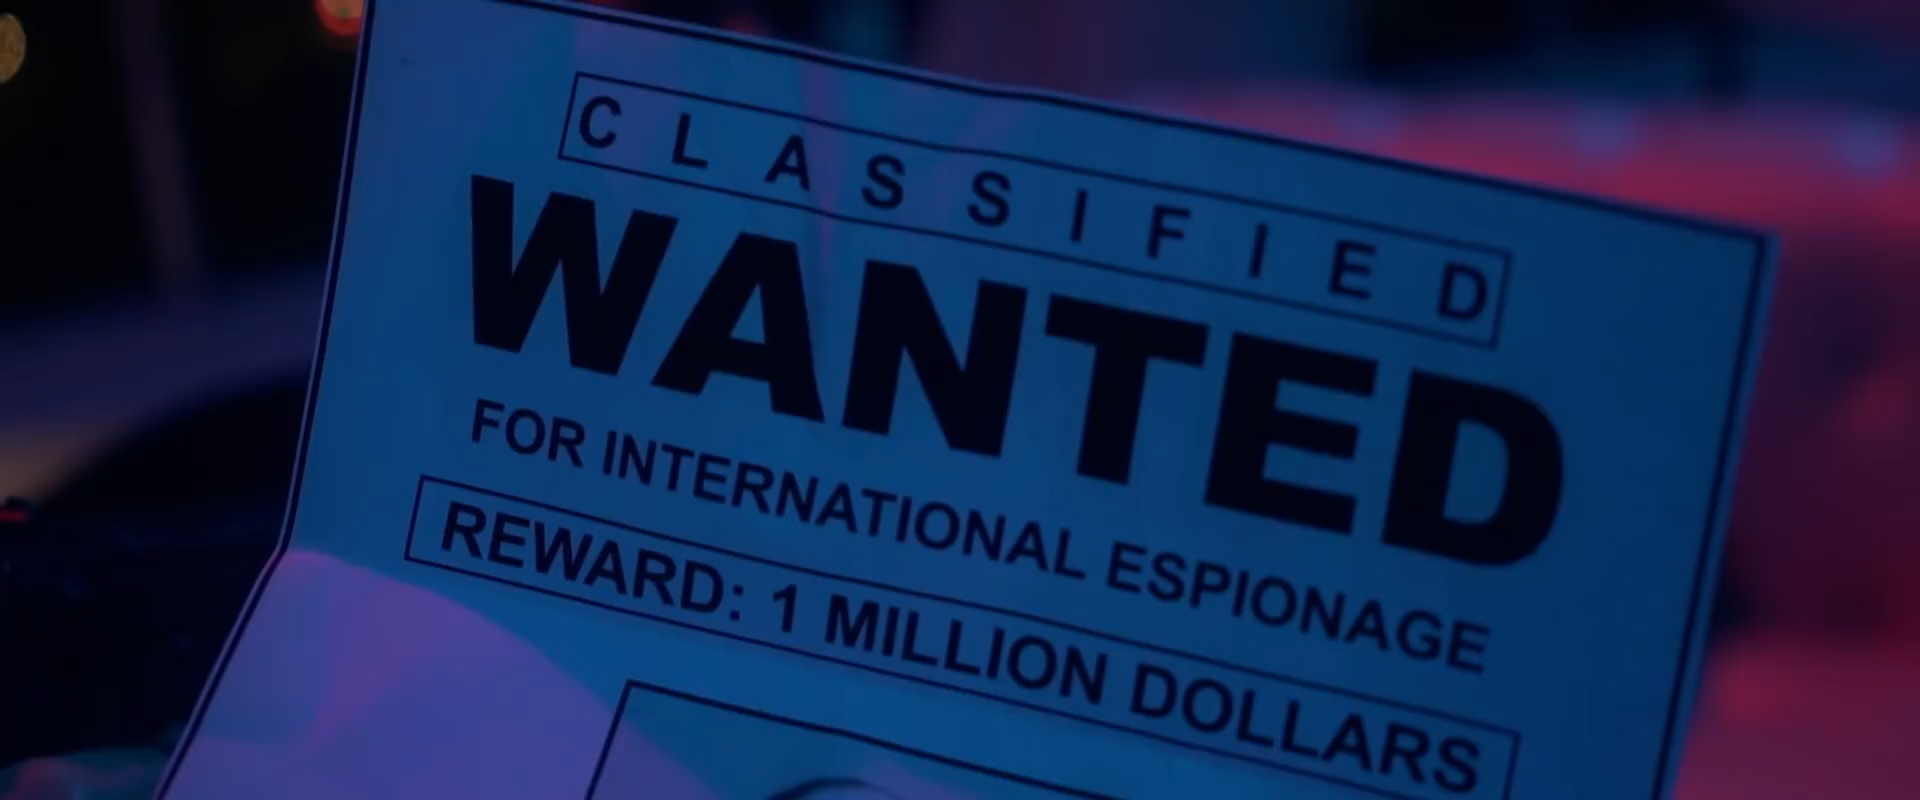 CLASSIFIED
WANTED
FOR INTERNATIONAL ESPIONAGE
REWARD: 1 MILLION DOLLARS